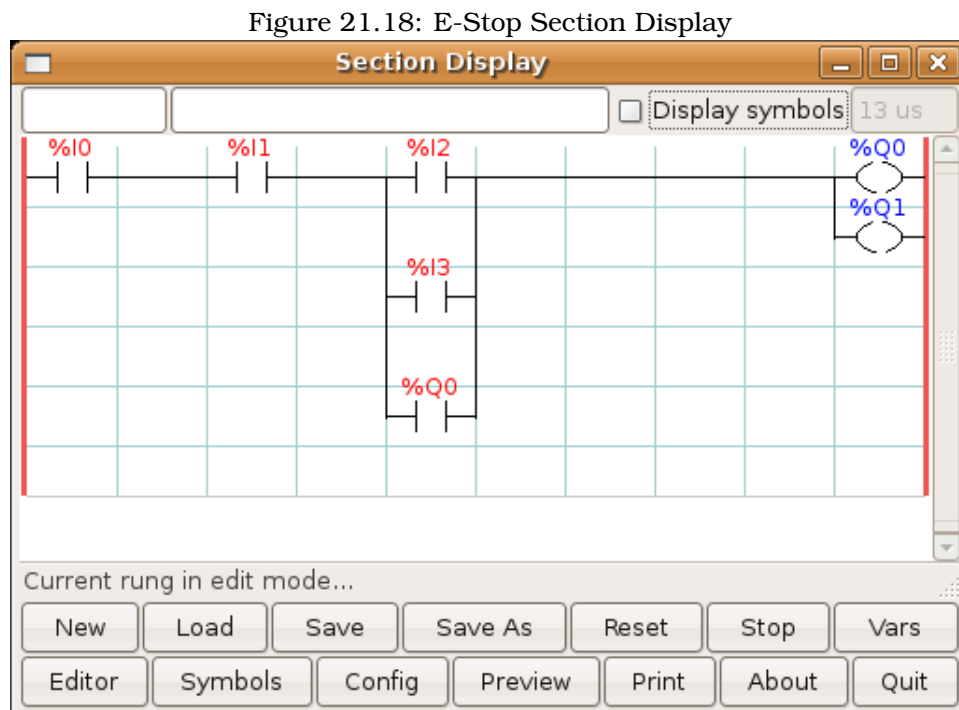 Figure 21.18: E-Stop Section Display
Section Display
Display symbols 13 us
%I0 %I1 %I2 %Q0
%Q1
%I3
%Q0
Current rung in edit mode...
New Load Save Save As Reset Stop Vars
Editor Symbols Config Preview Print About Quit